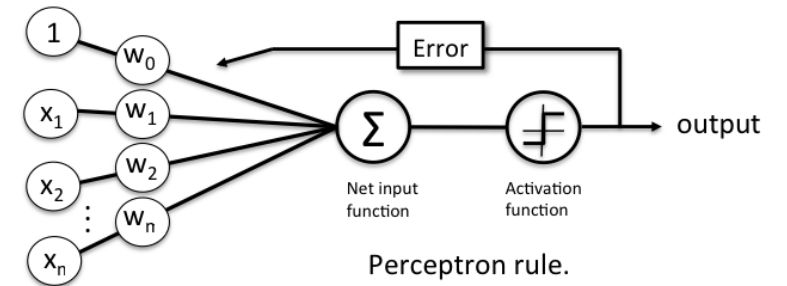 1
w0
Error
x1
w1
Σ
output
x2
w2
Net input
function
Activation
function
⋮
wn
xn
Perceptron rule.